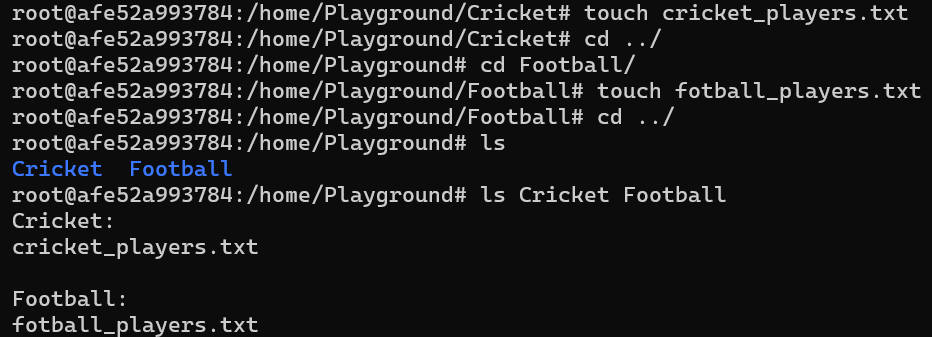 root@afe52a993784:/home/Playground/Cricket# touch cricket_players.txt
root@afe52a993784:/home/Playground/Cricket# cd ../
root@afe52a993784:/home/Playground# cd Football/
root@afe52a993784:/home/Playground/Football# touch fotball_players.txt
root@afe52a993784:/home/Playground/Football# cd ../
root@afe52a993784:/home/Playground# ls
Cricket  Football
root@afe52a993784:/home/Playground# ls Cricket Football
Cricket:
cricket_players.txt

Football:
fotball_players.txt